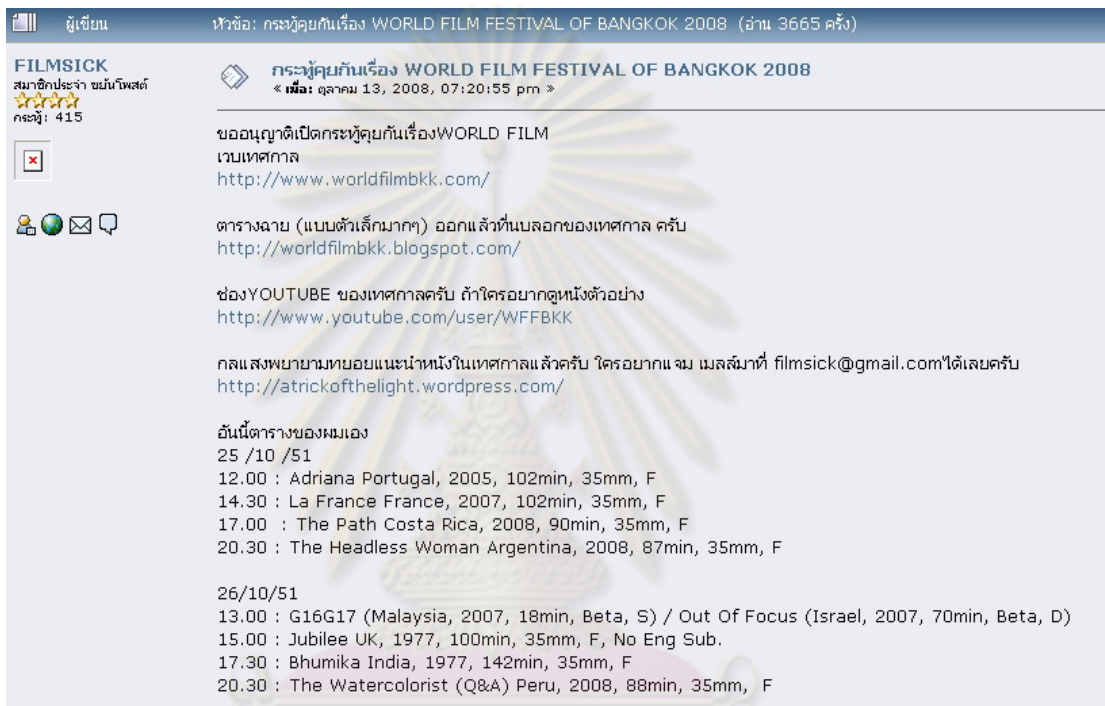 ผู้เขียน หัวข้อ: กระทู้คุยกันเรื่อง WORLD FILM FESTIVAL OF BANGKOK 2008 (อ่าน 3665 ครั้ง)
FILMSICK
สมาชิกประจำ ขยันโพสต์
กระทู้: 415
กระทู้คุยกันเรื่อง WORLD FILM FESTIVAL OF BANGKOK 2008
« เมื่อ: ตุลาคม 13, 2008, 07:20:55 pm »
ขออนุญาติเปิดกระทู้คุยกันเรื่องWORLD FILM
เวบเทศกาล
http://www.worldfilmbkk.com/
ตารางฉาย (แบบตัวเล็กมากๆ) ออกแล้วที่นบลอกของเทศกาล ครับ
http://worldfilmbkk.blogspot.com/
ช่องYOUTUBE ของเทศกาลครับ ถ้าใครอยากดูหนังตัวอย่าง
http://www.youtube.com/user/WFFBKK
กลแสงพยายามทยอยแนะนำหนังในเทศกาลแล้วครับ ใครอยากแจม เมลล์มาที่ filmsick@gmail.comได้เลยครับ
http://atrickofthelight.wordpress.com/
อันนี้ตารางของผมเอง
25 /10 /51
12.00 : Adriana Portugal, 2005, 102min, 35mm, F
14.30 : La France France, 2007, 102min, 35mm, F
17.00 : The Path Costa Rica, 2008, 90min, 35mm, F
20.30 : The Headless Woman Argentina, 2008, 87min, 35mm, F
26/10/51
13.00 : G16G17 (Malaysia, 2007, 18min, Beta, S) / Out Of Focus (Israel, 2007, 70min, Beta, D)
15.00 : Jubilee UK, 1977, 100min, 35mm, F, No Eng Sub.
17.30 : Bhumika India, 1977, 142min, 35mm, F
20.30 : The Watercolorist (Q&A) Peru, 2008, 88min, 35mm, F